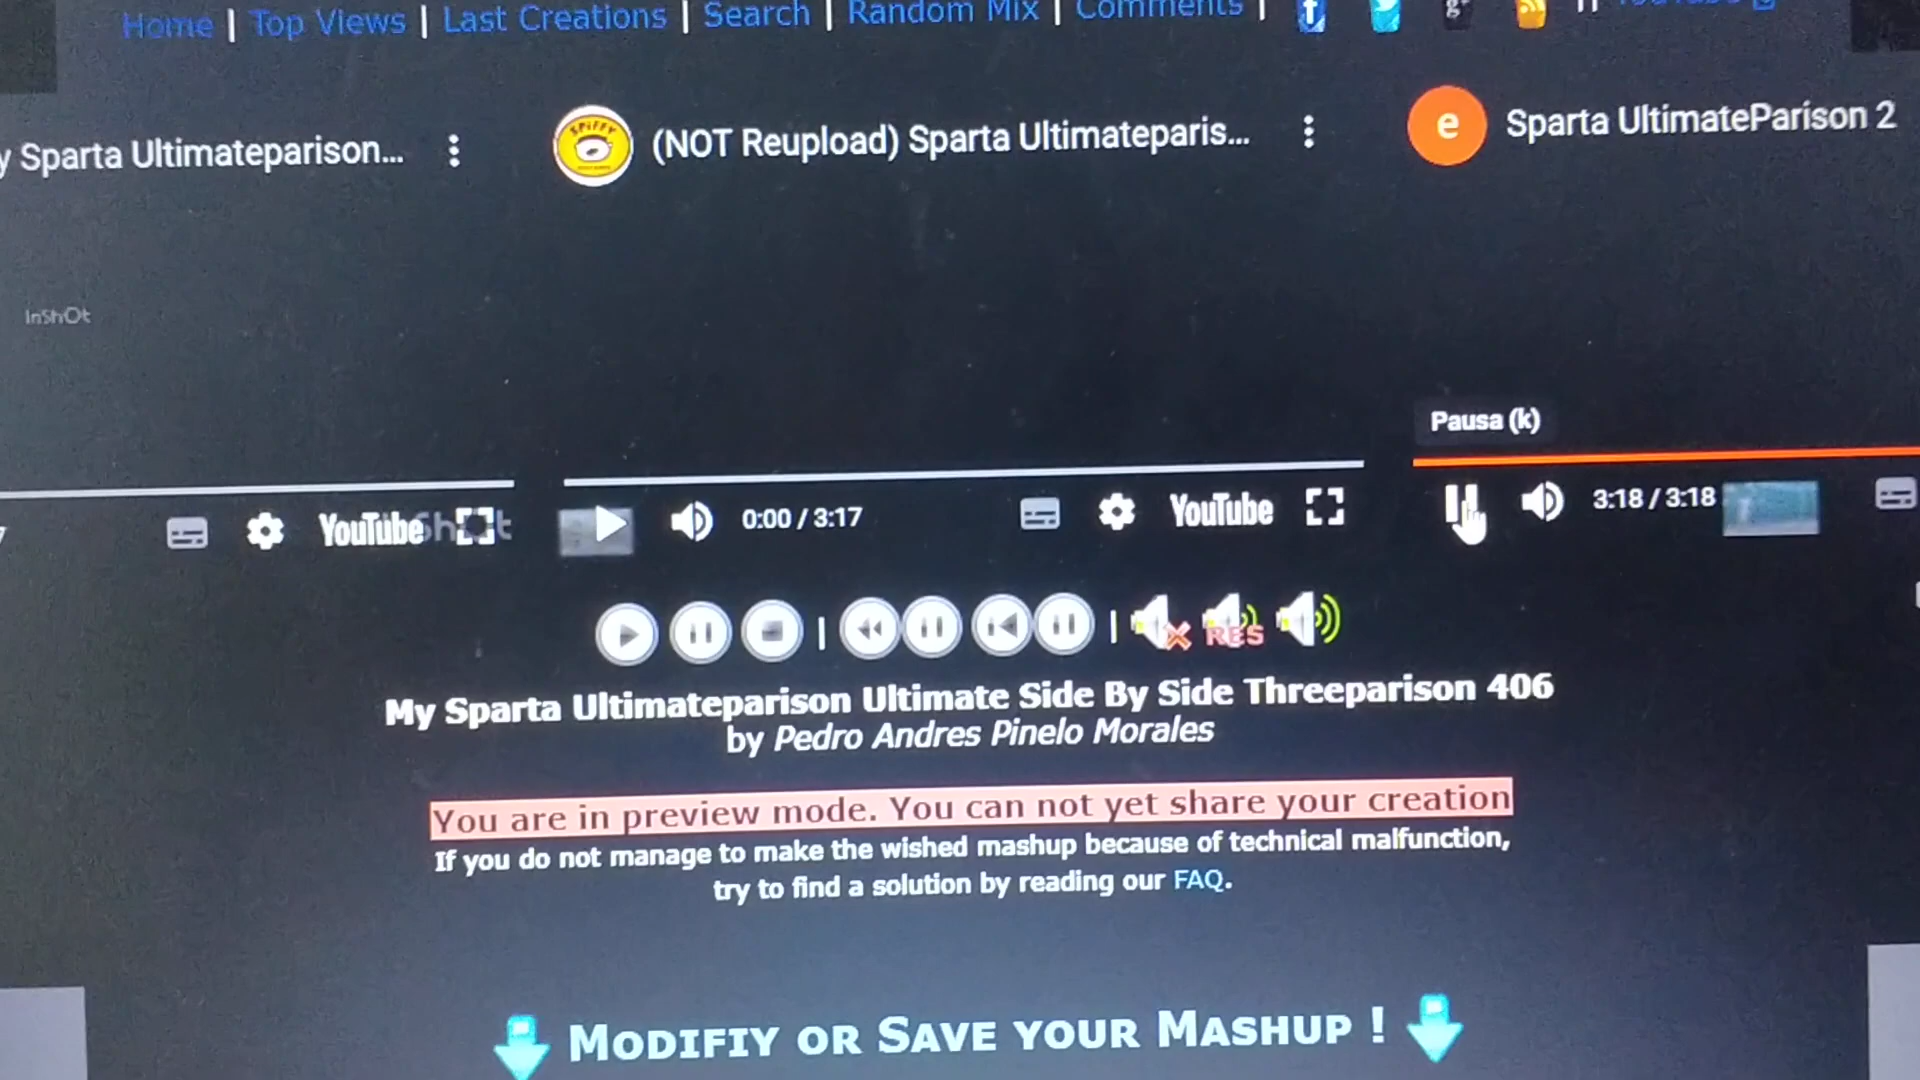 Home | Top Views | Last Creations | Search | Random Mix | Comments |
y Sparta Ultimateparison...
SPIFFY
(NOT Reupload) Sparta Ultimateparis...
e
Sparta UltimateParison 2
InShOt
Pausa (k)
YouTube
0:00 / 3:17
YouTube
3:18 / 3:18
RES
My Sparta Ultimateparison Ultimate Side By Side Threeparison 406
by Pedro Andres Pinelo Morales
You are in preview mode. You can not yet share your creation
If you do not manage to make the wished mashup because of technical malfunction,
try to find a solution by reading our FAQ.
MODIFIY OR SAVE YOUR MASHUP !